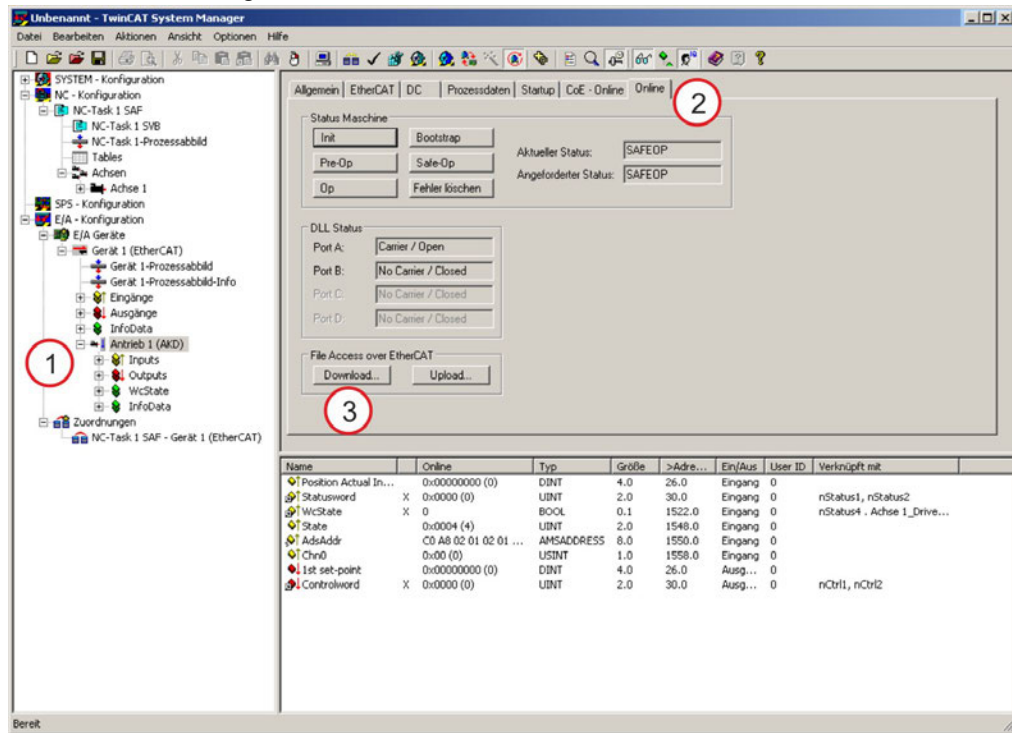 Unbenannt - TwinCAT System Manager
Datei Bearbeiten Aktionen Ansicht Optionen Hilfe
SYSTEM - Konfiguration
NC - Konfiguration
NC-Task 1 SAF
NC-Task 1 SVB
NC-Task 1-Prozessabbild
Tables
Achsen
Achse 1
SPS - Konfiguration
E/A - Konfiguration
E/A Geräte
Gerät 1 (EtherCAT)
Gerät 1-Prozessabbild
Gerät 1-Prozessabbild-Info
Eingänge
Ausgänge
InfoData
Antrieb 1 (AKD)
1
Inputs
Outputs
WcState
InfoData
Zuordnungen
NC-Task 1 SAF - Gerät 1 (EtherCAT)
Allgemein EtherCAT DC Prozessdaten Startup CoE - Online Online
2
Status Maschine
Init Bootstrap
Pre-Op Safe-Op
Op Fehler löschen
Aktueller Status: SAFEOP
Angeforderter Status: SAFEOP
DLL Status
Port A: Carrier / Open
Port B: No Carrier / Closed
Port C: No Carrier / Closed
Port D: No Carrier / Closed
File Access over EtherCAT
Download... Upload...
3
Name Online Typ Größe >Adre... Ein/Aus User ID Verknüpft mit
Position Actual In... 0x00000000 (0) DINT 4.0 26.0 Eingang 0
Statusword X 0x0000 (0) UINT 2.0 30.0 Eingang 0 nStatus1, nStatus2
WcState X 0 BOOL 0.1 1522.0 Eingang 0 nStatus4 . Achse 1_Drive...
State 0x0004 (4) UINT 2.0 1548.0 Eingang 0
AdsAddr C0 A8 02 01 02 01 ... AMSADDRESS 8.0 1550.0 Eingang 0
Chn0 0x00 (0) USINT 1.0 1558.0 Eingang 0
1st set-point 0x00000000 (0) DINT 4.0 26.0 Ausg... 0
Controlword X 0x0000 (0) UINT 2.0 30.0 Ausg... 0 nCtrl1, nCtrl2
Bereit